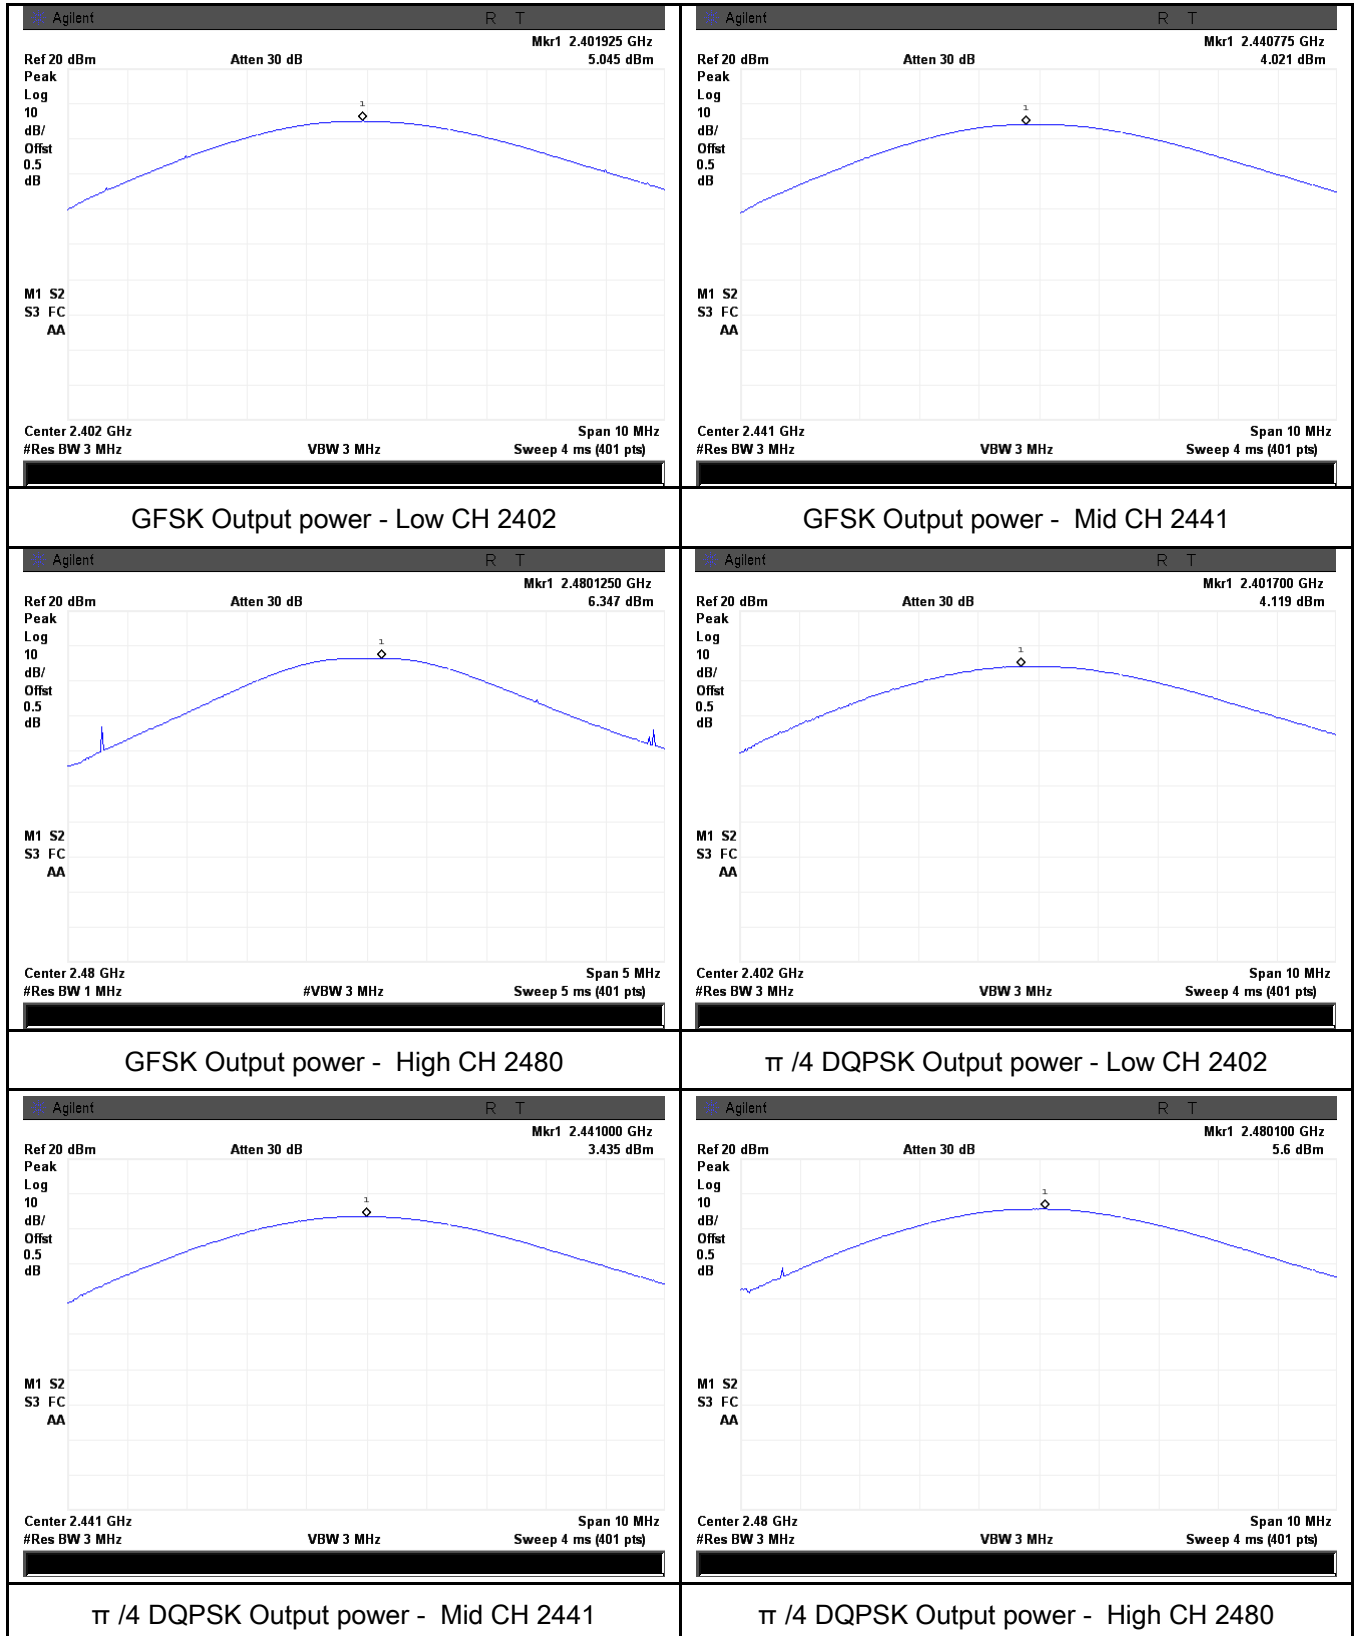 Agilent R T
Mkr1 2.401925 GHz
Ref 20 dBm Atten 30 dB 5.045 dBm
Peak
Log
10
dB/
Offst
0.5
dB
1
M1 S2
S3 FC
AA
Center 2.402 GHz Span 10 MHz
#Res BW 3 MHz VBW 3 MHz Sweep 4 ms (401 pts)
GFSK Output power - Low CH 2402
Agilent R T
Mkr1 2.440775 GHz
Ref 20 dBm Atten 30 dB 4.021 dBm
Peak
Log
10
dB/
Offst
0.5
dB
1
M1 S2
S3 FC
AA
Center 2.441 GHz Span 10 MHz
#Res BW 3 MHz VBW 3 MHz Sweep 4 ms (401 pts)
GFSK Output power - Mid CH 2441
Agilent R T
Mkr1 2.4801250 GHz
Ref 20 dBm Atten 30 dB 6.347 dBm
Peak
Log
10
dB/
Offst
0.5
dB
1
M1 S2
S3 FC
AA
Center 2.48 GHz Span 5 MHz
#Res BW 1 MHz #VBW 3 MHz Sweep 5 ms (401 pts)
GFSK Output power - High CH 2480
Agilent R T
Mkr1 2.401700 GHz
Ref 20 dBm Atten 30 dB 4.119 dBm
Peak
Log
10
dB/
Offst
0.5
dB
1
M1 S2
S3 FC
AA
Center 2.402 GHz Span 10 MHz
#Res BW 3 MHz VBW 3 MHz Sweep 4 ms (401 pts)
π /4 DQPSK Output power - Low CH 2402
Agilent R T
Mkr1 2.441000 GHz
Ref 20 dBm Atten 30 dB 3.435 dBm
Peak
Log
10
dB/
Offst
0.5
dB
1
M1 S2
S3 FC
AA
Center 2.441 GHz Span 10 MHz
#Res BW 3 MHz VBW 3 MHz Sweep 4 ms (401 pts)
π /4 DQPSK Output power - Mid CH 2441
Agilent R T
Mkr1 2.480100 GHz
Ref 20 dBm Atten 30 dB 5.6 dBm
Peak
Log
10
dB/
Offst
0.5
dB
1
M1 S2
S3 FC
AA
Center 2.48 GHz Span 10 MHz
#Res BW 3 MHz VBW 3 MHz Sweep 4 ms (401 pts)
π /4 DQPSK Output power - High CH 2480